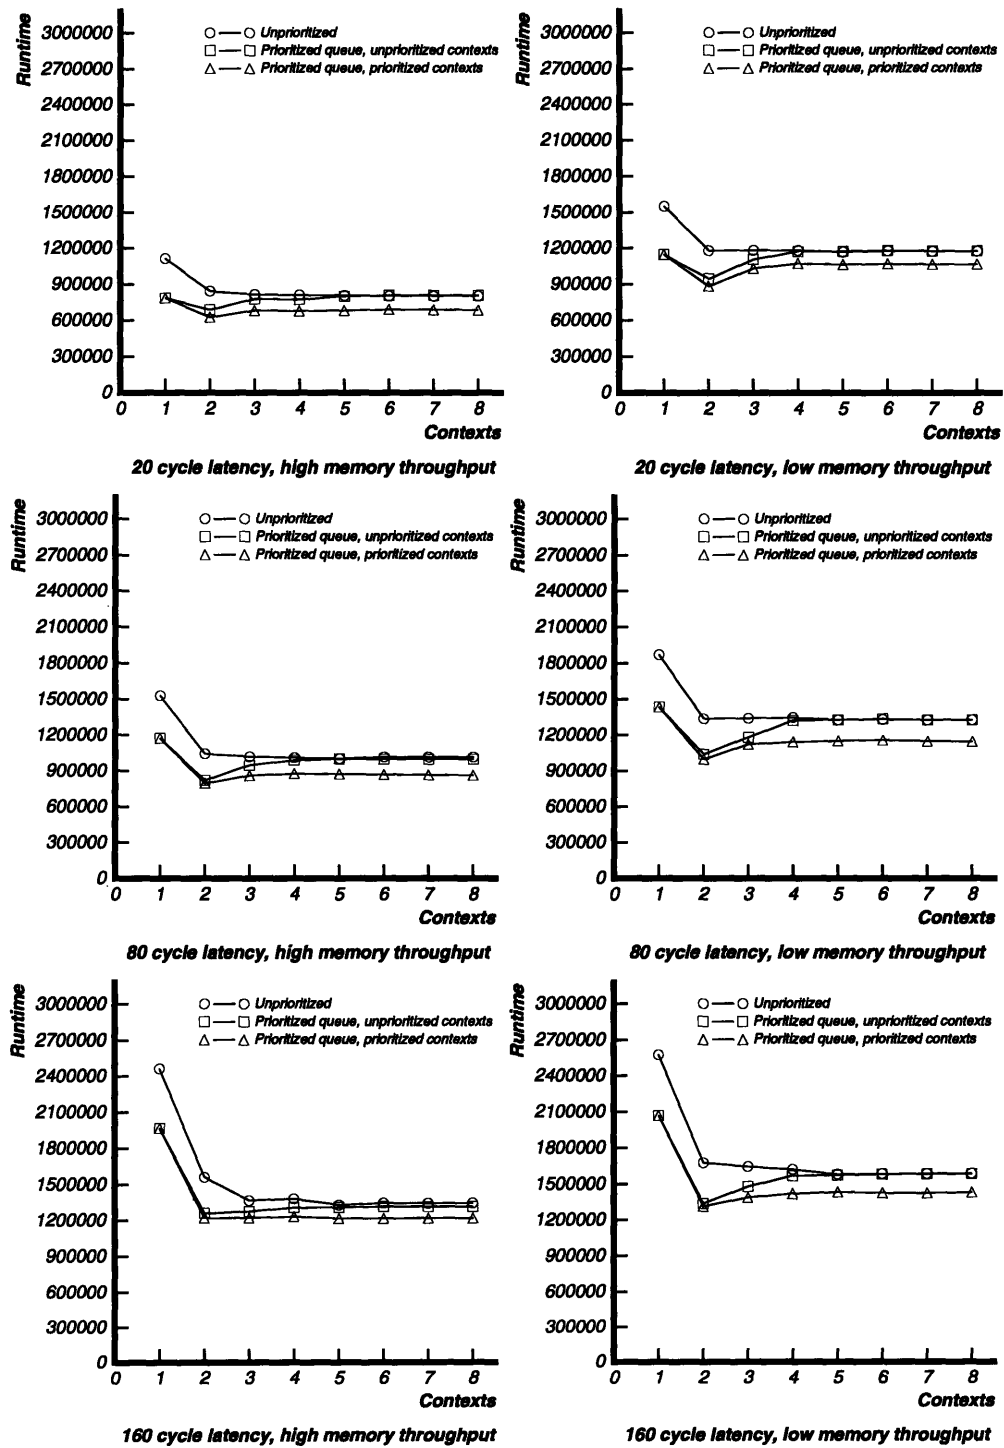 Runtime
3000000
2700000
2400000
2100000
1800000
1500000
1200000
900000
600000
300000
0
Unprioritized
Prioritized queue, unprioritized contexts
Prioritized queue, prioritized contexts
0 1 2 3 4 5 6 7 8
Contexts
20 cycle latency, high memory throughput
Runtime
3000000
2700000
2400000
2100000
1800000
1500000
1200000
900000
600000
300000
0
Unprioritized
Prioritized queue, unprioritized contexts
Prioritized queue, prioritized contexts
0 1 2 3 4 5 6 7 8
Contexts
20 cycle latency, low memory throughput
Runtime
3000000
2700000
2400000
2100000
1800000
1500000
1200000
900000
600000
300000
0
Unprioritized
Prioritized queue, unprioritized contexts
Prioritized queue, prioritized contexts
0 1 2 3 4 5 6 7 8
Contexts
80 cycle latency, high memory throughput
Runtime
3000000
2700000
2400000
2100000
1800000
1500000
1200000
900000
600000
300000
0
Unprioritized
Prioritized queue, unprioritized contexts
Prioritized queue, prioritized contexts
0 1 2 3 4 5 6 7 8
Contexts
80 cycle latency, low memory throughput
Runtime
3000000
2700000
2400000
2100000
1800000
1500000
1200000
900000
600000
300000
0
Unprioritized
Prioritized queue, unprioritized contexts
Prioritized queue, prioritized contexts
0 1 2 3 4 5 6 7 8
Contexts
160 cycle latency, high memory throughput
Runtime
3000000
2700000
2400000
2100000
1800000
1500000
1200000
900000
600000
300000
0
Unprioritized
Prioritized queue, unprioritized contexts
Prioritized queue, prioritized contexts
0 1 2 3 4 5 6 7 8
Contexts
160 cycle latency, low memory throughput